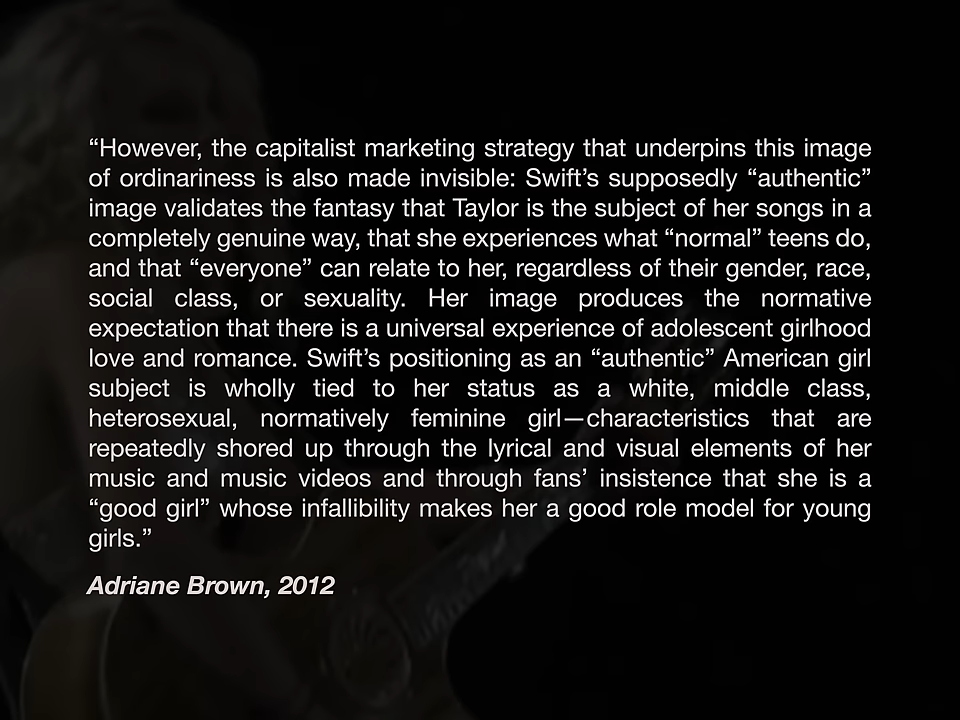 “However, the capitalist marketing strategy that underpins this image
of ordinariness is also made invisible: Swift’s supposedly “authentic”
image validates the fantasy that Taylor is the subject of her songs in a
completely genuine way, that she experiences what “normal” teens do,
and that “everyone” can relate to her, regardless of their gender, race,
social class, or sexuality. Her image produces the normative
expectation that there is a universal experience of adolescent girlhood
love and romance. Swift’s positioning as an “authentic” American girl
subject is wholly tied to her status as a white, middle class,
heterosexual, normatively feminine girl—characteristics that are
repeatedly shored up through the lyrical and visual elements of her
music and music videos and through fans’ insistence that she is a
“good girl” whose infallibility makes her a good role model for young
girls.”
Adriane Brown, 2012